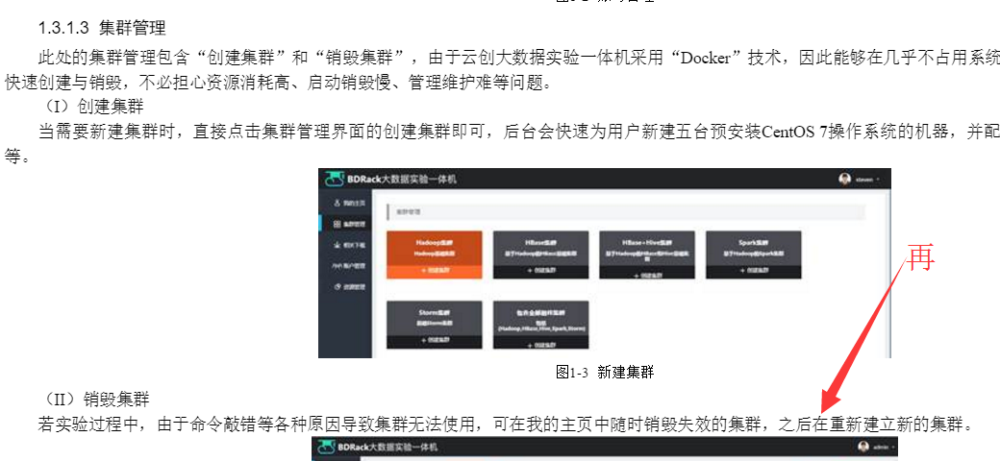 1.3.1.3 集群管理
此处的集群管理包含“创建集群”和“销毁集群”，由于云创大数据实验一体机采用“Docker”技术，因此能够在几乎不占用系统
快速创建与销毁，不必担心资源消耗高、启动销毁慢、管理维护难等问题。
（I）创建集群
当需要新建集群时，直接点击集群管理界面的创建集群即可，后台会快速为用户新建五台预安装CentOS 7操作系统的机器，并配
等。
BDRack大数据实验一体机
steven
我的主页
集群管理
集群管理
相关下载
账户管理
资源管理
Hadoop集群
Hadoop基础集群
+ 创建集群
HBase集群
基于Hadoop的HBase基础集群
+ 创建集群
HBase+Hive集群
基于Hadoop的HBase和Hive基础集群
+ 创建集群
Spark集群
基于Hadoop的Spark集群
+ 创建集群
Storm集群
基础Storm集群
+ 创建集群
包含全部组件集群
包括
(Hadoop,HBase,Hive,Spark,Storm)
+ 创建集群
再
图1-3 新建集群
（II）销毁集群
若实验过程中，由于命令敲错等各种原因导致集群无法使用，可在我的主页中随时销毁失效的集群，之后在重新建立新的集群。
BDRack大数据实验一体机
admin